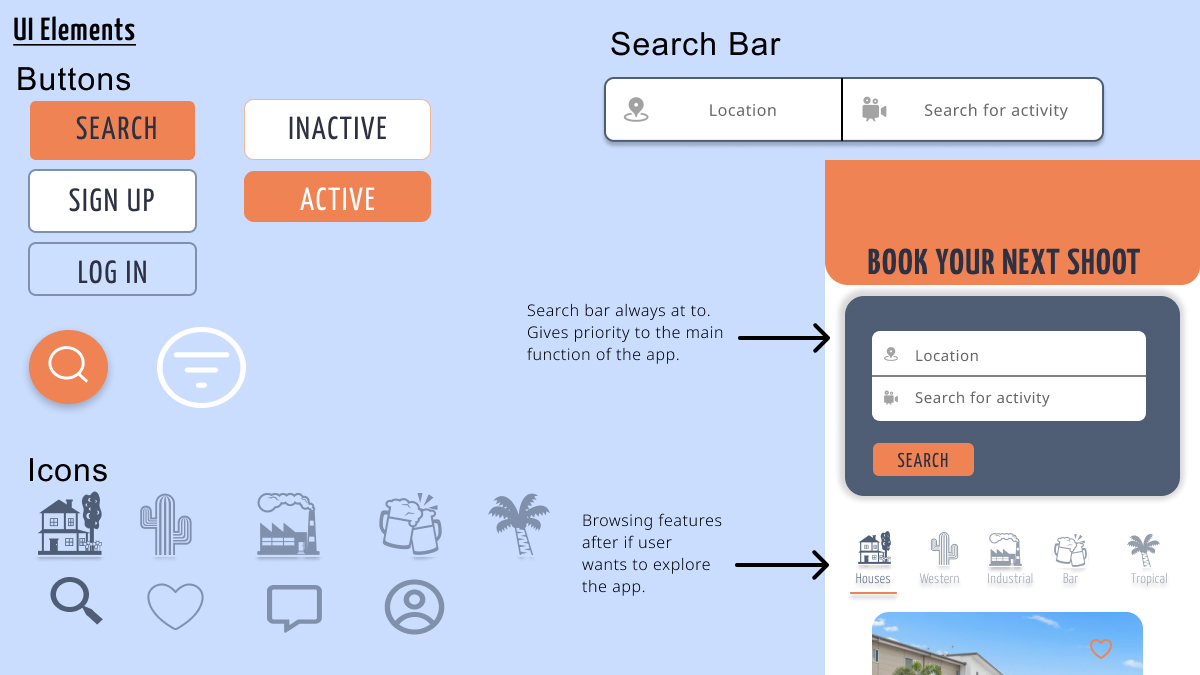 UI Elements
Buttons
SEARCH
INACTIVE
SIGN UP
ACTIVE
LOG IN
Icons
Search Bar
Location
Search for activity
BOOK YOUR NEXT SHOOT
Search bar always at to.
Gives priority to the main
function of the app.
Location
Search for activity
SEARCH
Browsing features
after if user
wants to explore
the app.
Houses
Western
Industrial
Bar
Tropical